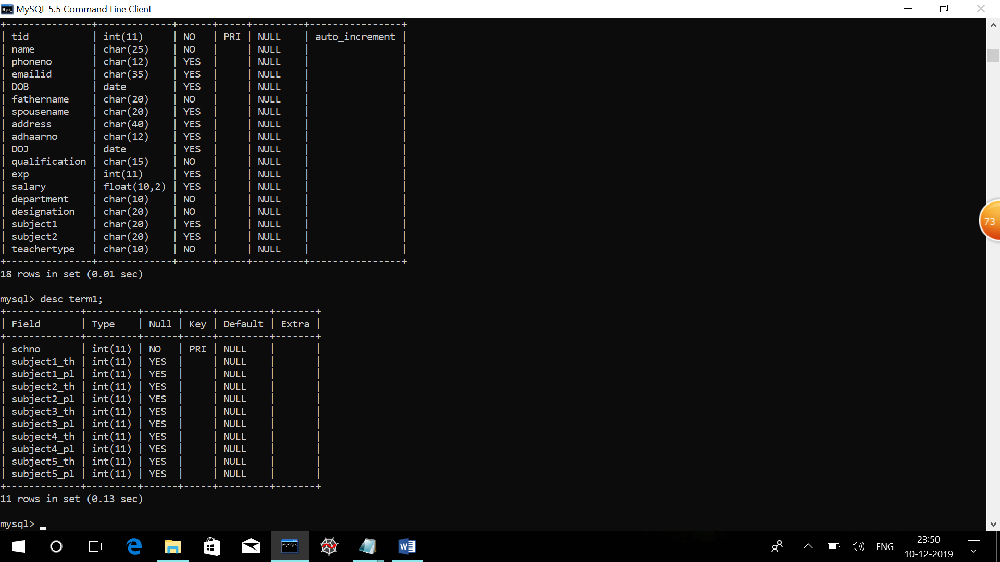 MySQL 5.5 Command Line Client
+---------------+-------------+------+-----+---------+----------------+
| tid           | int(11)     | NO   | PRI | NULL    | auto_increment |
| name          | char(25)    | NO   |     | NULL    |                |
| phoneno       | char(12)    | YES  |     | NULL    |                |
| emailid       | char(35)    | YES  |     | NULL    |                |
| DOB           | date        | YES  |     | NULL    |                |
| fathername    | char(20)    | NO   |     | NULL    |                |
| spousename    | char(20)    | YES  |     | NULL    |                |
| address       | char(40)    | YES  |     | NULL    |                |
| adhaarno      | char(12)    | YES  |     | NULL    |                |
| DOJ           | date        | YES  |     | NULL    |                |
| qualification | char(15)    | NO   |     | NULL    |                |
| exp           | int(11)     | YES  |     | NULL    |                |
| salary        | float(10,2) | YES  |     | NULL    |                |
| department    | char(10)    | NO   |     | NULL    |                |
| designation   | char(20)    | NO   |     | NULL    |                |
| subject1      | char(20)    | YES  |     | NULL    |                |
| subject2      | char(20)    | YES  |     | NULL    |                |
| teachertype   | char(10)    | NO   |     | NULL    |                |
+---------------+-------------+------+-----+---------+----------------+
18 rows in set (0.01 sec)
mysql> desc term1;
+-------------+---------+------+-----+---------+-------+
| Field       | Type    | Null | Key | Default | Extra |
+-------------+---------+------+-----+---------+-------+
| schno       | int(11) | NO   | PRI | NULL    |       |
| subject1_th | int(11) | YES  |     | NULL    |       |
| subject1_pl | int(11) | YES  |     | NULL    |       |
| subject2_th | int(11) | YES  |     | NULL    |       |
| subject2_pl | int(11) | YES  |     | NULL    |       |
| subject3_th | int(11) | YES  |     | NULL    |       |
| subject3_pl | int(11) | YES  |     | NULL    |       |
| subject4_th | int(11) | YES  |     | NULL    |       |
| subject4_pl | int(11) | YES  |     | NULL    |       |
| subject5_th | int(11) | YES  |     | NULL    |       |
| subject5_pl | int(11) | YES  |     | NULL    |       |
+-------------+---------+------+-----+---------+-------+
11 rows in set (0.13 sec)
mysql> _
73
MySQL>
W
ENG
23:50
10-12-2019